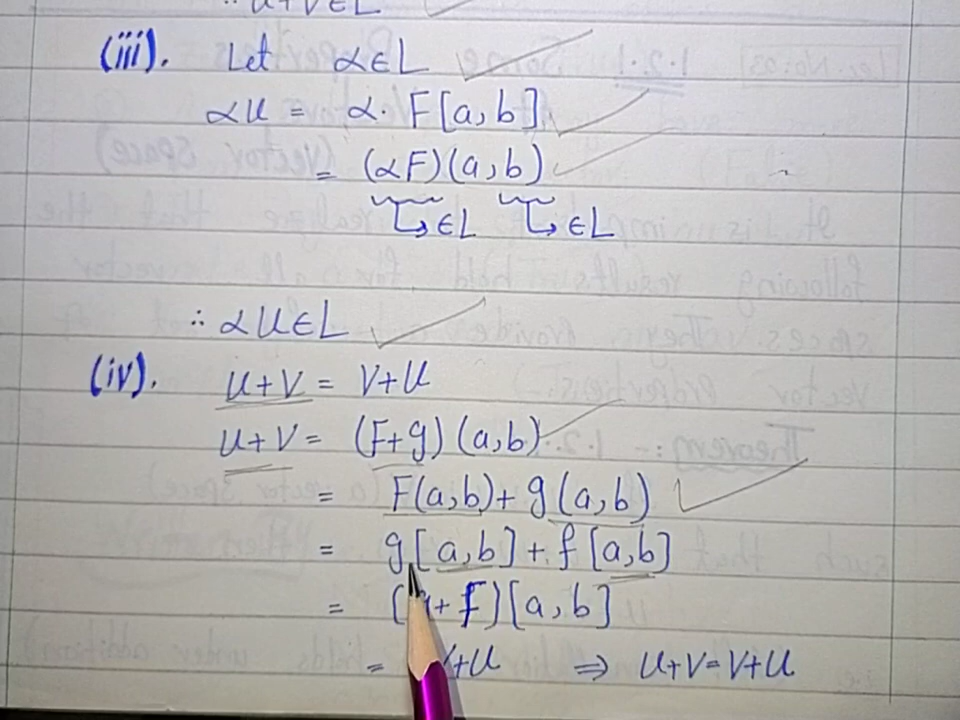 ∴ u+v∈L
(iii). Let α∈L
αu = α· F[a,b]
= (αF)(a,b)
↳∈L ↳∈L
∴ αu∈L
(iv). u+v = v+u
u+v = (F+g)(a,b)
= F(a,b)+g(a,b)
= g[a,b]+f[a,b]
= ( +F)[a,b]
= +u ⇒ u+v=v+u